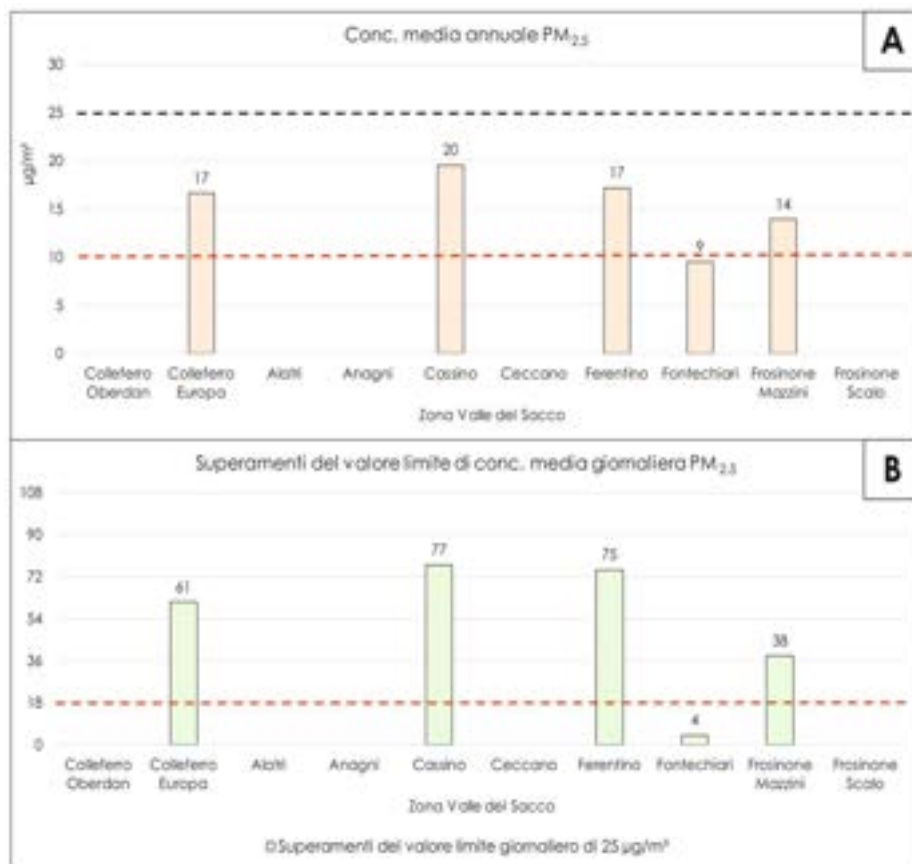 Conc. media annuale PM2.5
A
30
25
20
15
10
5
0
µg/m³
17
20
17
9
14
Colleferro Oberdan
Colleferro Europa
Alatri
Anagni
Cassino
Ceccano
Ferentino
Fontechiari
Frosinone Mazzini
Frosinone Scalo
Zona Valle del Sacco
Superamenti del valore limite di conc. media giornaliera PM2.5
B
108
90
72
54
36
18
0
61
77
75
4
38
Colleferro Oberdan
Colleferro Europa
Alatri
Anagni
Cassino
Ceccano
Ferentino
Fontechiari
Frosinone Mazzini
Frosinone Scalo
Zona Valle del Sacco
Superamenti del valore limite giornaliero di 25 µg/m³